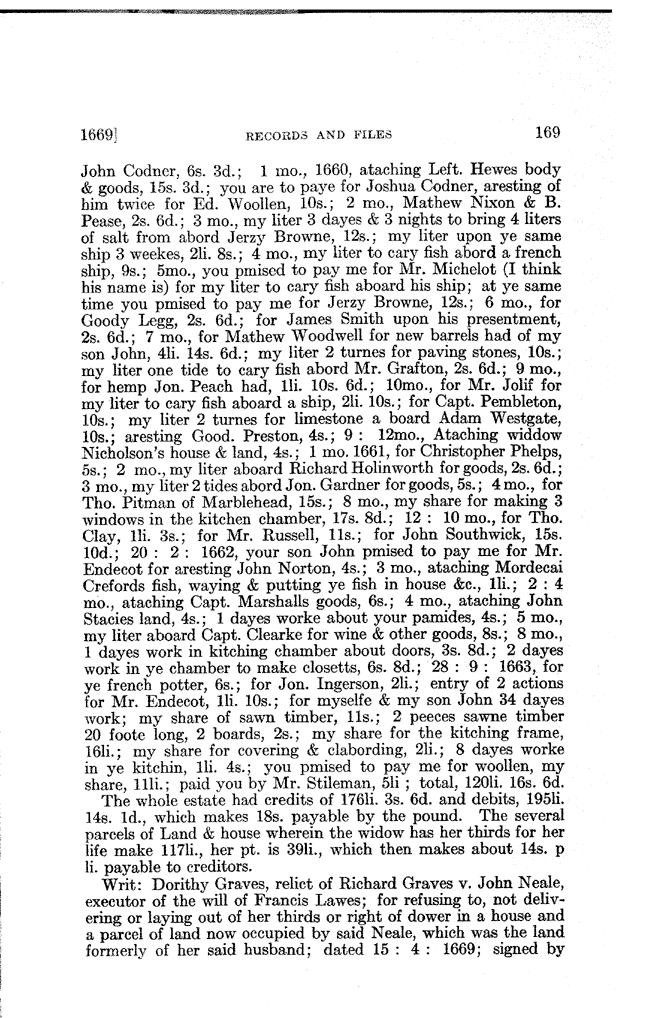 1669] RECORDS AND FILES 169
John Codner, 6s. 3d.; 1 mo., 1660, ataching Left. Hewes body
& goods, 15s. 3d.; you are to paye for Joshua Codner, aresting of
him twice for Ed. Woollen, 10s.; 2 mo., Mathew Nixon & B.
Pease, 2s. 6d.; 3 mo., my liter 3 dayes & 3 nights to bring 4 liters
of salt from abord Jerzy Browne, 12s.; my liter upon ye same
ship 3 weekes, 2li. 8s.; 4 mo., my liter to cary fish abord a french
ship, 9s.; 5mo., you pmised to pay me for Mr. Michelot (I think
his name is) for my liter to cary fish aboard his ship; at ye same
time you pmised to pay me for Jerzy Browne, 12s.; 6 mo., for
Goody Legg, 2s. 6d.; for James Smith upon his presentment,
2s. 6d.; 7 mo., for Mathew Woodwell for new barrels had of my
son John, 4li. 14s. 6d.; my liter 2 turnes for paving stones, 10s.;
my liter one tide to cary fish abord Mr. Grafton, 2s. 6d.; 9 mo.,
for hemp Jon. Peach had, 1li. 10s. 6d.; 10mo., for Mr. Jolif for
my liter to cary fish aboard a ship, 2li. 10s.; for Capt. Pembleton,
10s.; my liter 2 turnes for limestone a board Adam Westgate,
10s.; aresting Good. Preston, 4s.; 9 : 12mo., Ataching widdow
Nicholson's house & land, 4s.; 1 mo. 1661, for Christopher Phelps,
5s.; 2 mo., my liter aboard Richard Holinworth for goods, 2s. 6d.;
3 mo., my liter 2 tides abord Jon. Gardner for goods, 5s.; 4 mo., for
Tho. Pitman of Marblehead, 15s.; 8 mo., my share for making 3
windows in the kitchen chamber, 17s. 8d.; 12 : 10 mo., for Tho.
Clay, 1li. 3s.; for Mr. Russell, 11s.; for John Southwick, 15s.
10d.; 20 : 2 : 1662, your son John pmised to pay me for Mr.
Endecot for aresting John Norton, 4s.; 3 mo., ataching Mordecai
Crefords fish, waying & putting ye fish in house &c., 1li.; 2 : 4
mo., ataching Capt. Marshalls goods, 6s.; 4 mo., ataching John
Stacies land, 4s.; 1 dayes worke about your pamides, 4s.; 5 mo.,
my liter aboard Capt. Clearke for wine & other goods, 8s.; 8 mo.,
1 dayes work in kitching chamber about doors, 3s. 8d.; 2 dayes
work in ye chamber to make closetts, 6s. 8d.; 28 : 9 : 1663, for
ye french potter, 6s.; for Jon. Ingerson, 2li.; entry of 2 actions
for Mr. Endecot, 1li. 10s.; for myselfe & my son John 34 dayes
work; my share of sawn timber, 11s.; 2 peeces sawne timber
20 foote long, 2 boards, 2s.; my share for the kitching frame,
16li.; my share for covering & clabording, 2li.; 8 dayes worke
in ye kitchin, 1li. 4s.; you pmised to pay me for woollen, my
share, 11li.; paid you by Mr. Stileman, 5li ; total, 120li. 16s. 6d.
The whole estate had credits of 176li. 3s. 6d. and debits, 195li.
14s. 1d., which makes 18s. payable by the pound. The several
parcels of Land & house wherein the widow has her thirds for her
life make 117li., her pt. is 39li., which then makes about 14s. p
li. payable to creditors.
Writ: Dorithy Graves, relict of Richard Graves v. John Neale,
executor of the will of Francis Lawes; for refusing to, not deliv-
ering or laying out of her thirds or right of dower in a house and
a parcel of land now occupied by said Neale, which was the land
formerly of her said husband; dated 15 : 4 : 1669; signed by